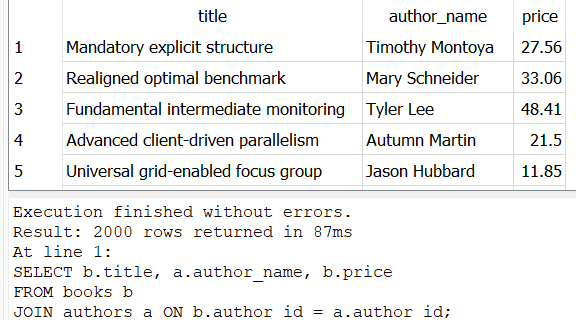 title author_name price
1 Mandatory explicit structure Timothy Montoya 27.56
2 Realigned optimal benchmark Mary Schneider 33.06
3 Fundamental intermediate monitoring Tyler Lee 48.41
4 Advanced client-driven parallelism Autumn Martin 21.5
5 Universal grid-enabled focus group Jason Hubbard 11.85
Execution finished without errors.
Result: 2000 rows returned in 87ms
At line 1:
SELECT b.title, a.author_name, b.price
FROM books b
JOIN authors a ON b.author_id = a.author_id;